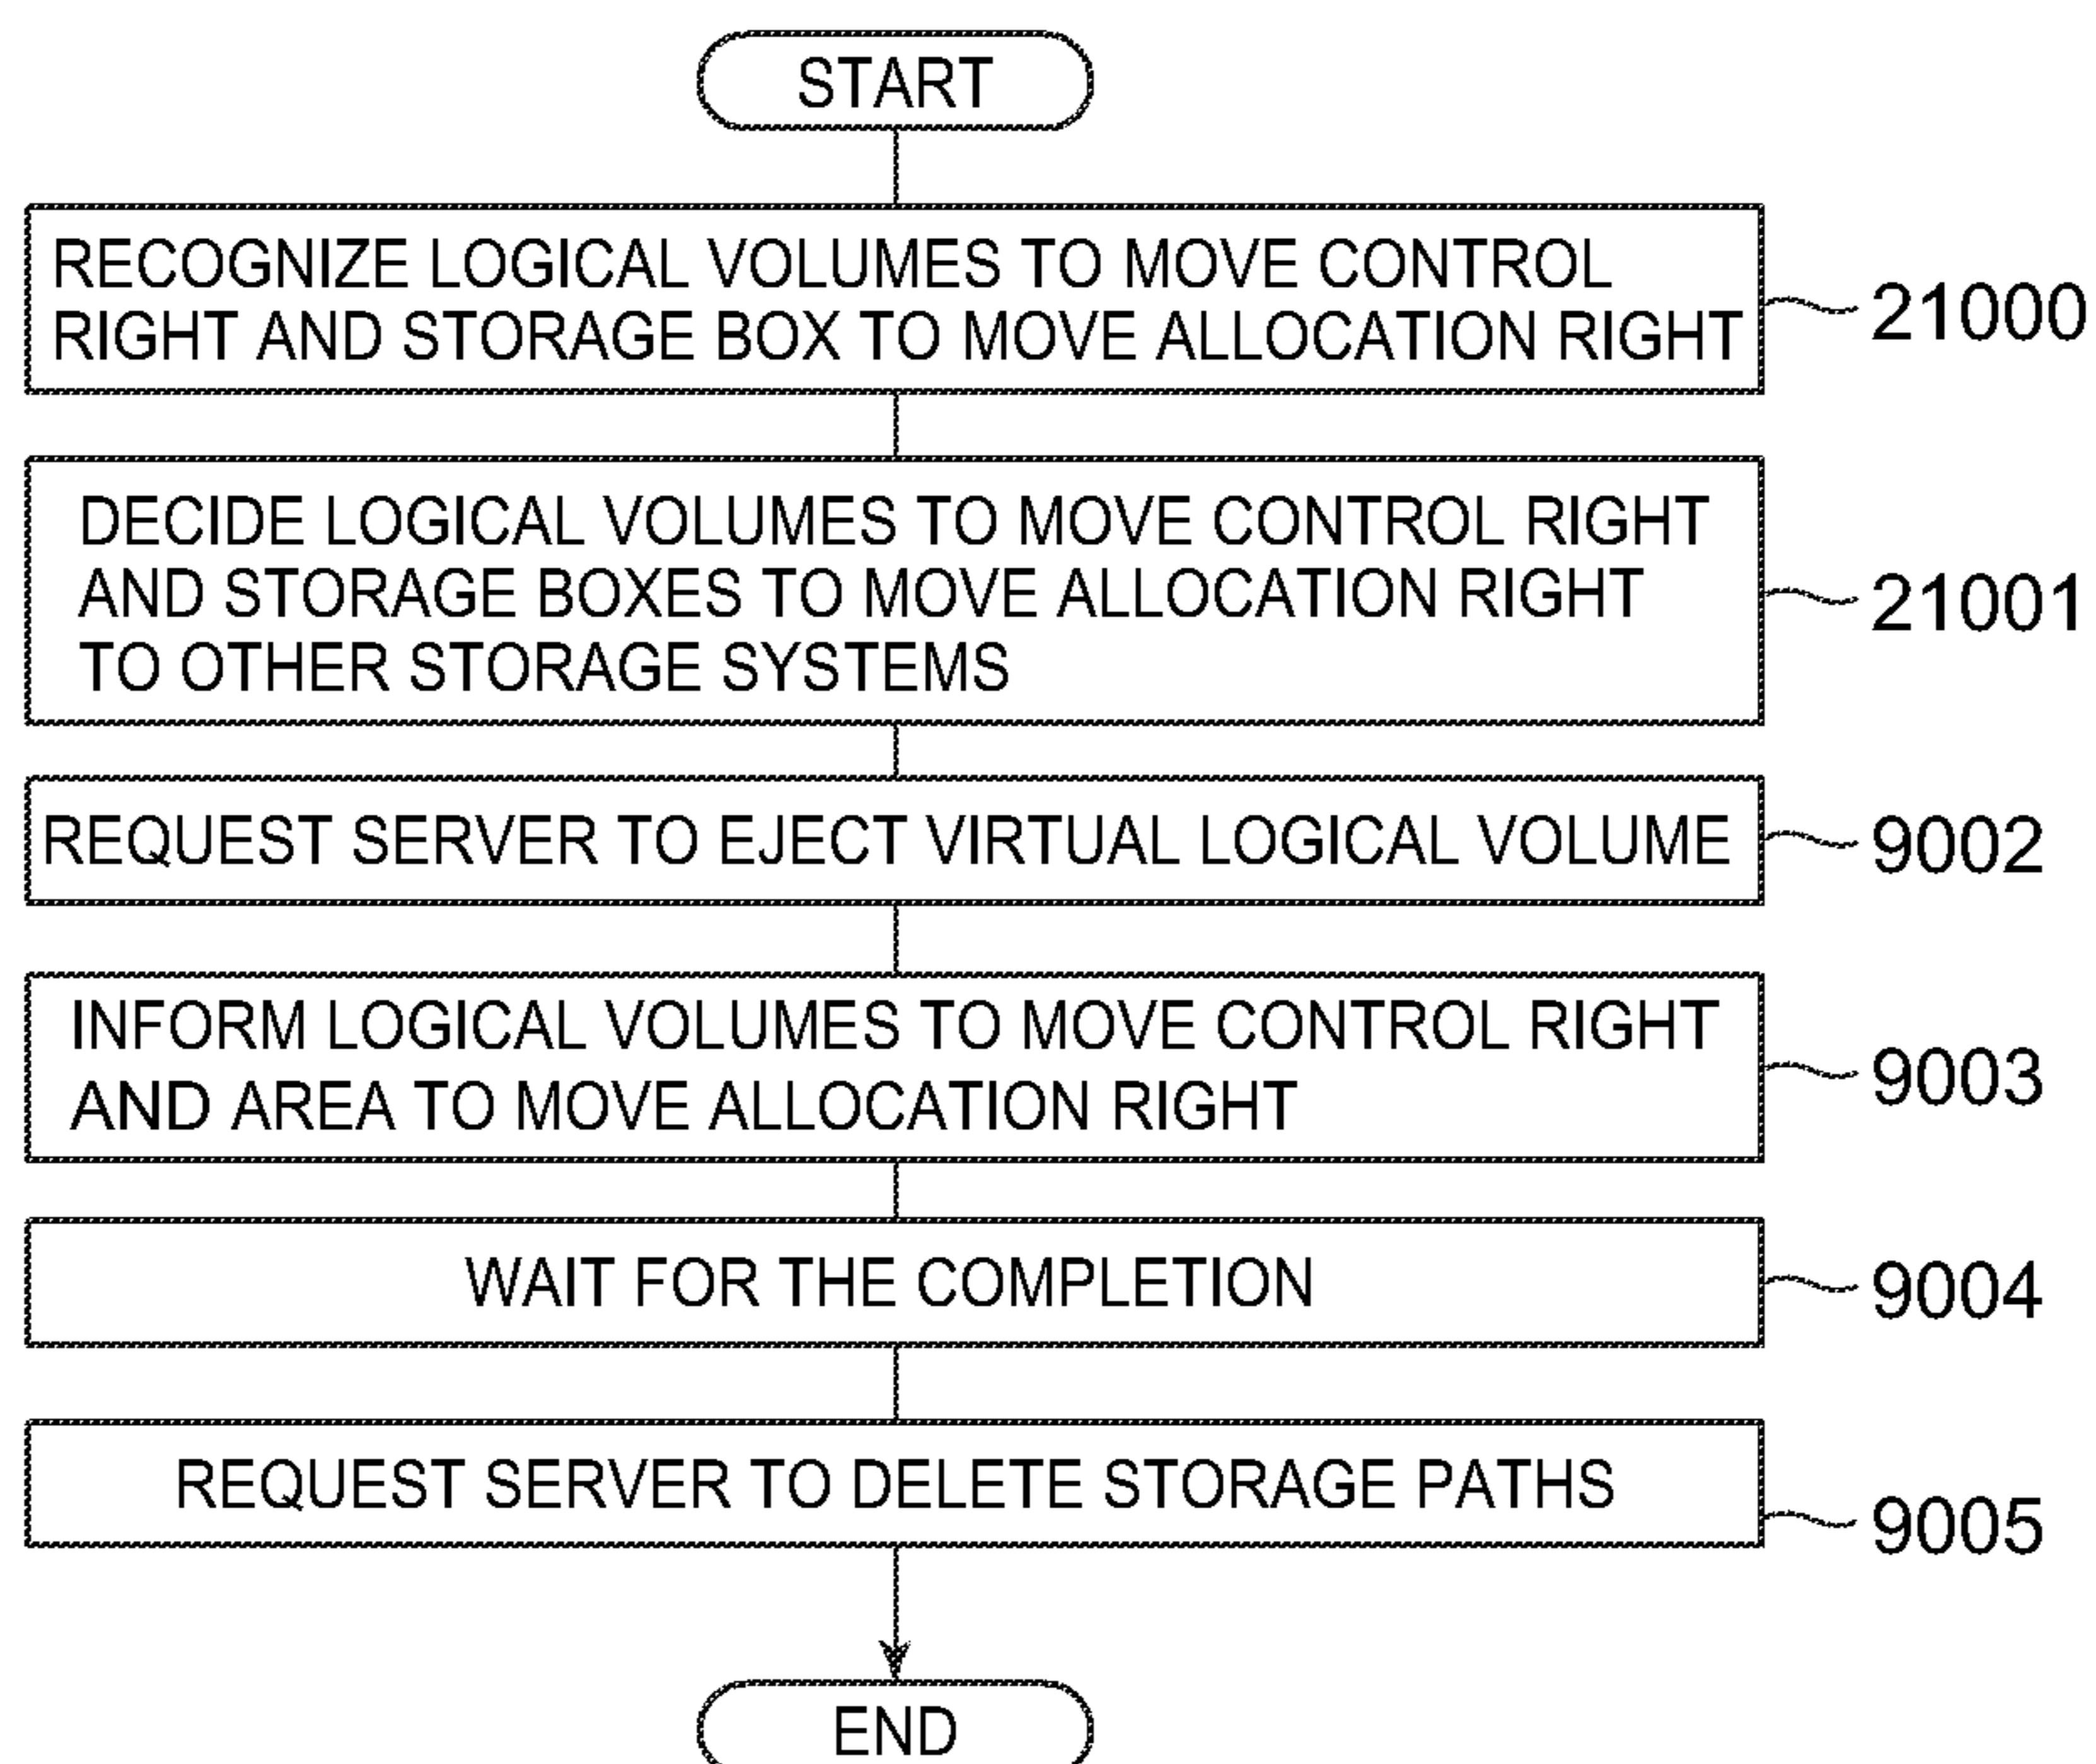 START
RECOGNIZE LOGICAL VOLUMES TO MOVE CONTROL
RIGHT AND STORAGE BOX TO MOVE ALLOCATION RIGHT
21000
DECIDE LOGICAL VOLUMES TO MOVE CONTROL RIGHT
AND STORAGE BOXES TO MOVE ALLOCATION RIGHT
TO OTHER STORAGE SYSTEMS
21001
REQUEST SERVER TO EJECT VIRTUAL LOGICAL VOLUME
9002
INFORM LOGICAL VOLUMES TO MOVE CONTROL RIGHT
AND AREA TO MOVE ALLOCATION RIGHT
9003
WAIT FOR THE COMPLETION
9004
REQUEST SERVER TO DELETE STORAGE PATHS
9005
END